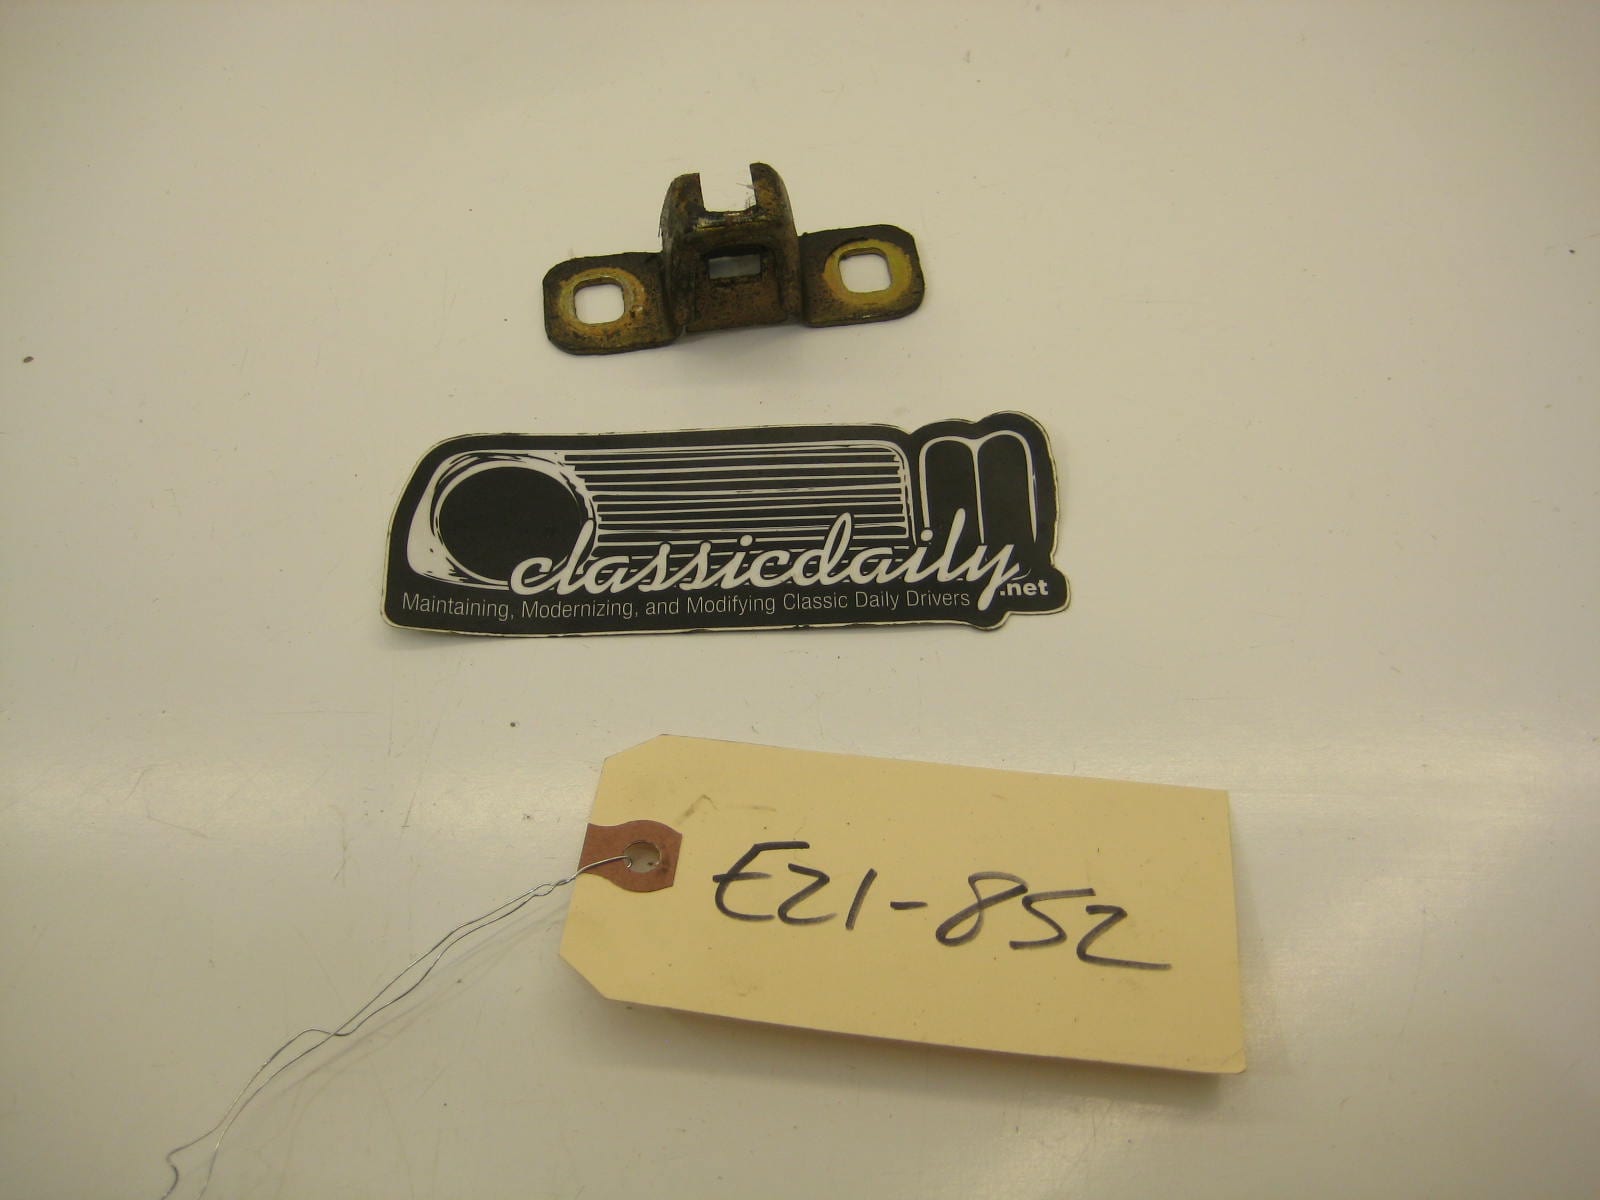 classicdaily.net
Maintaining, Modernizing, and Modifying Classic Daily Drivers
E21-852